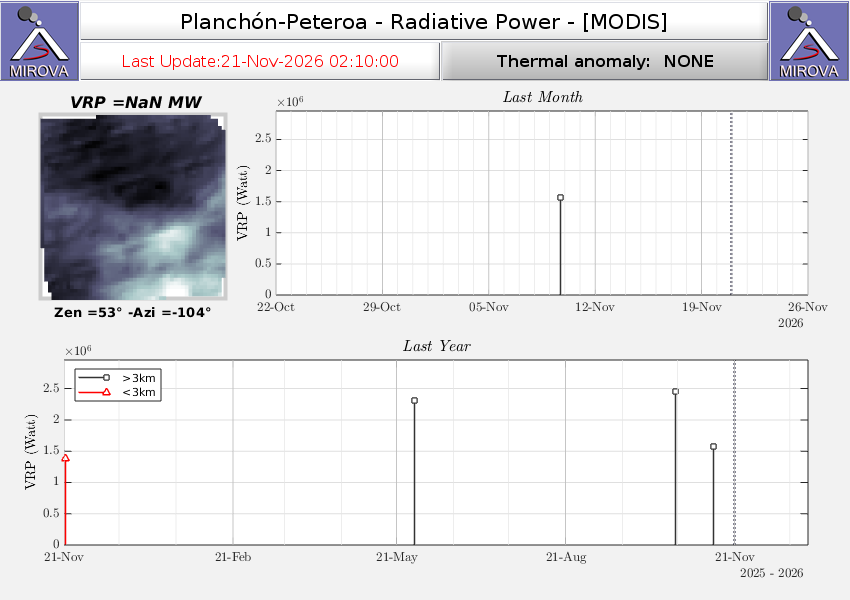 Planchón-Peteroa - Radiative Power - [MODIS]
MIROVA
Last Update:21-Nov-2026 02:10:00
Thermal anomaly: NONE
MIROVA
VRP =NaN MW
Zen =53° -Azi =-104°
Last Month
×10⁶
VRP (Watt)
2.5
2
1.5
1
0.5
0
22-Oct
29-Oct
05-Nov
12-Nov
19-Nov
26-Nov
2026
Last Year
×10⁶
VRP (Watt)
2.5
2
1.5
1
0.5
0
>3km
<3km
21-Nov
21-Feb
21-May
21-Aug
21-Nov
2025 - 2026